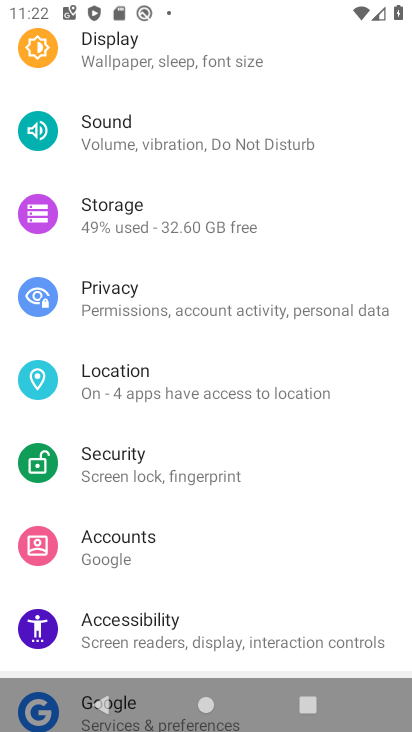 11:22
Display
Wallpaper, sleep, font size
Sound
Volume, vibration, Do Not Disturb
Storage
49% used - 32.60 GB free
Privacy
Permissions, account activity, personal data
Location
On - 4 apps have access to location
Security
Screen lock, fingerprint
Accounts
Google
Accessibility
Screen readers, display, interaction controls
Google
Services & preferences